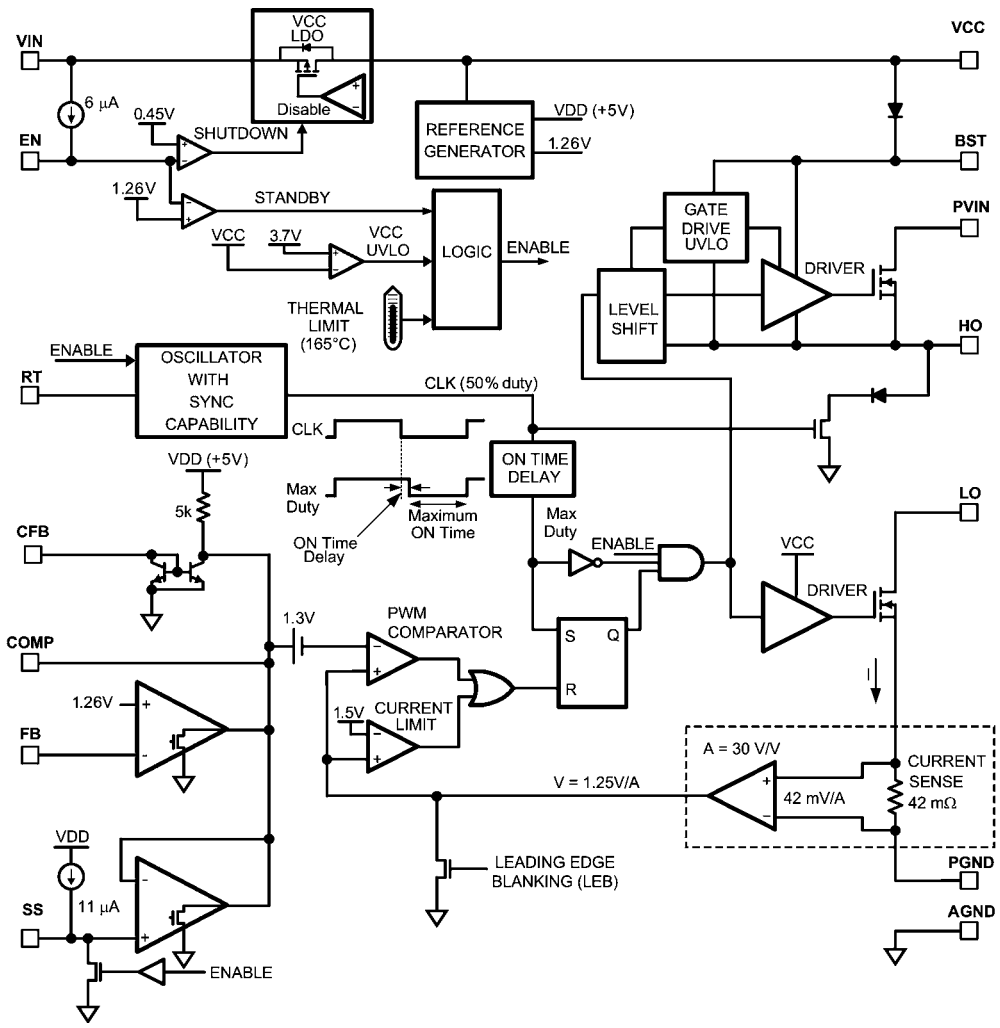 VCC
LDO
VIN
VCC
6 μA
Disable
0.45V
SHUTDOWN
REFERENCE
GENERATOR
VDD (+5V)
1.26V
EN
BST
1.26V
STANDBY
GATE
DRIVE
UVLO
PVIN
VCC
3.7V
VCC
UVLO
LOGIC
ENABLE
DRIVER
LEVEL
SHIFT
THERMAL
LIMIT
(165°C)
HO
ENABLE
RT
OSCILLATOR
WITH
SYNC
CAPABILITY
CLK (50% duty)
CLK
VDD (+5V)
5k
Max
Duty
Maximum
ON Time
ON Time
Delay
ON TIME
DELAY
Max
Duty
LO
CFB
ENABLE
VCC
DRIVER
1.3V
PWM
COMPARATOR
COMP
S
Q
R
I
1.26V
+
-
FB
−
+
1.5V
CURRENT
LIMIT
−
+
A = 30 V/V
CURRENT
SENSE
42 mΩ
V = 1.25V/A
+
−
42 mV/A
VDD
11 μA
SS
-
+
LEADING EDGE
BLANKING (LEB)
PGND
AGND
ENABLE